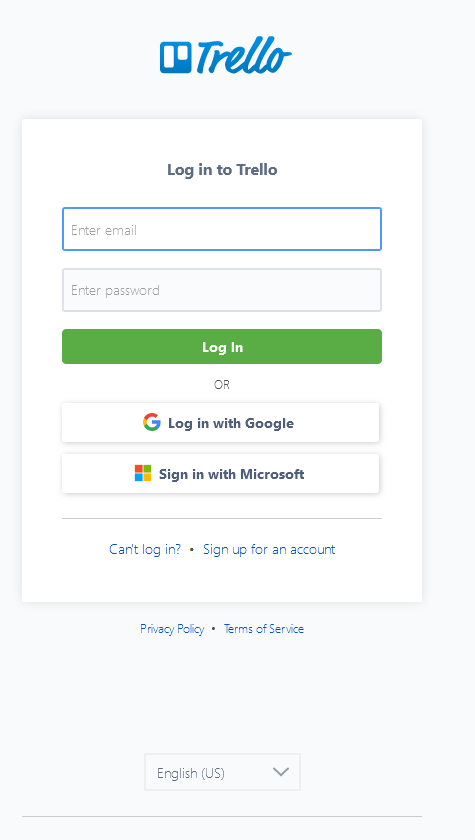 Trello
Log in to Trello
Enter email
Enter password
Log In
OR
Log in with Google
Sign in with Microsoft
Can't log in? • Sign up for an account
Privacy Policy • Terms of Service
English (US)